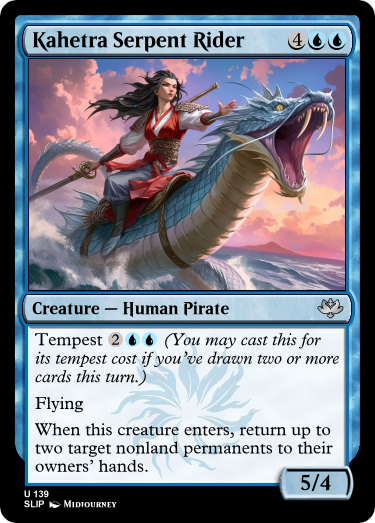 Kahetra Serpent Rider 4
Creature — Human Pirate
Tempest 2 (You may cast this for
its tempest cost if you've drawn two or more
cards this turn.)
Flying
When this creature enters, return up to
two target nonland permanents to their
owners' hands.
5/4
U 139
SLIP Midjourney